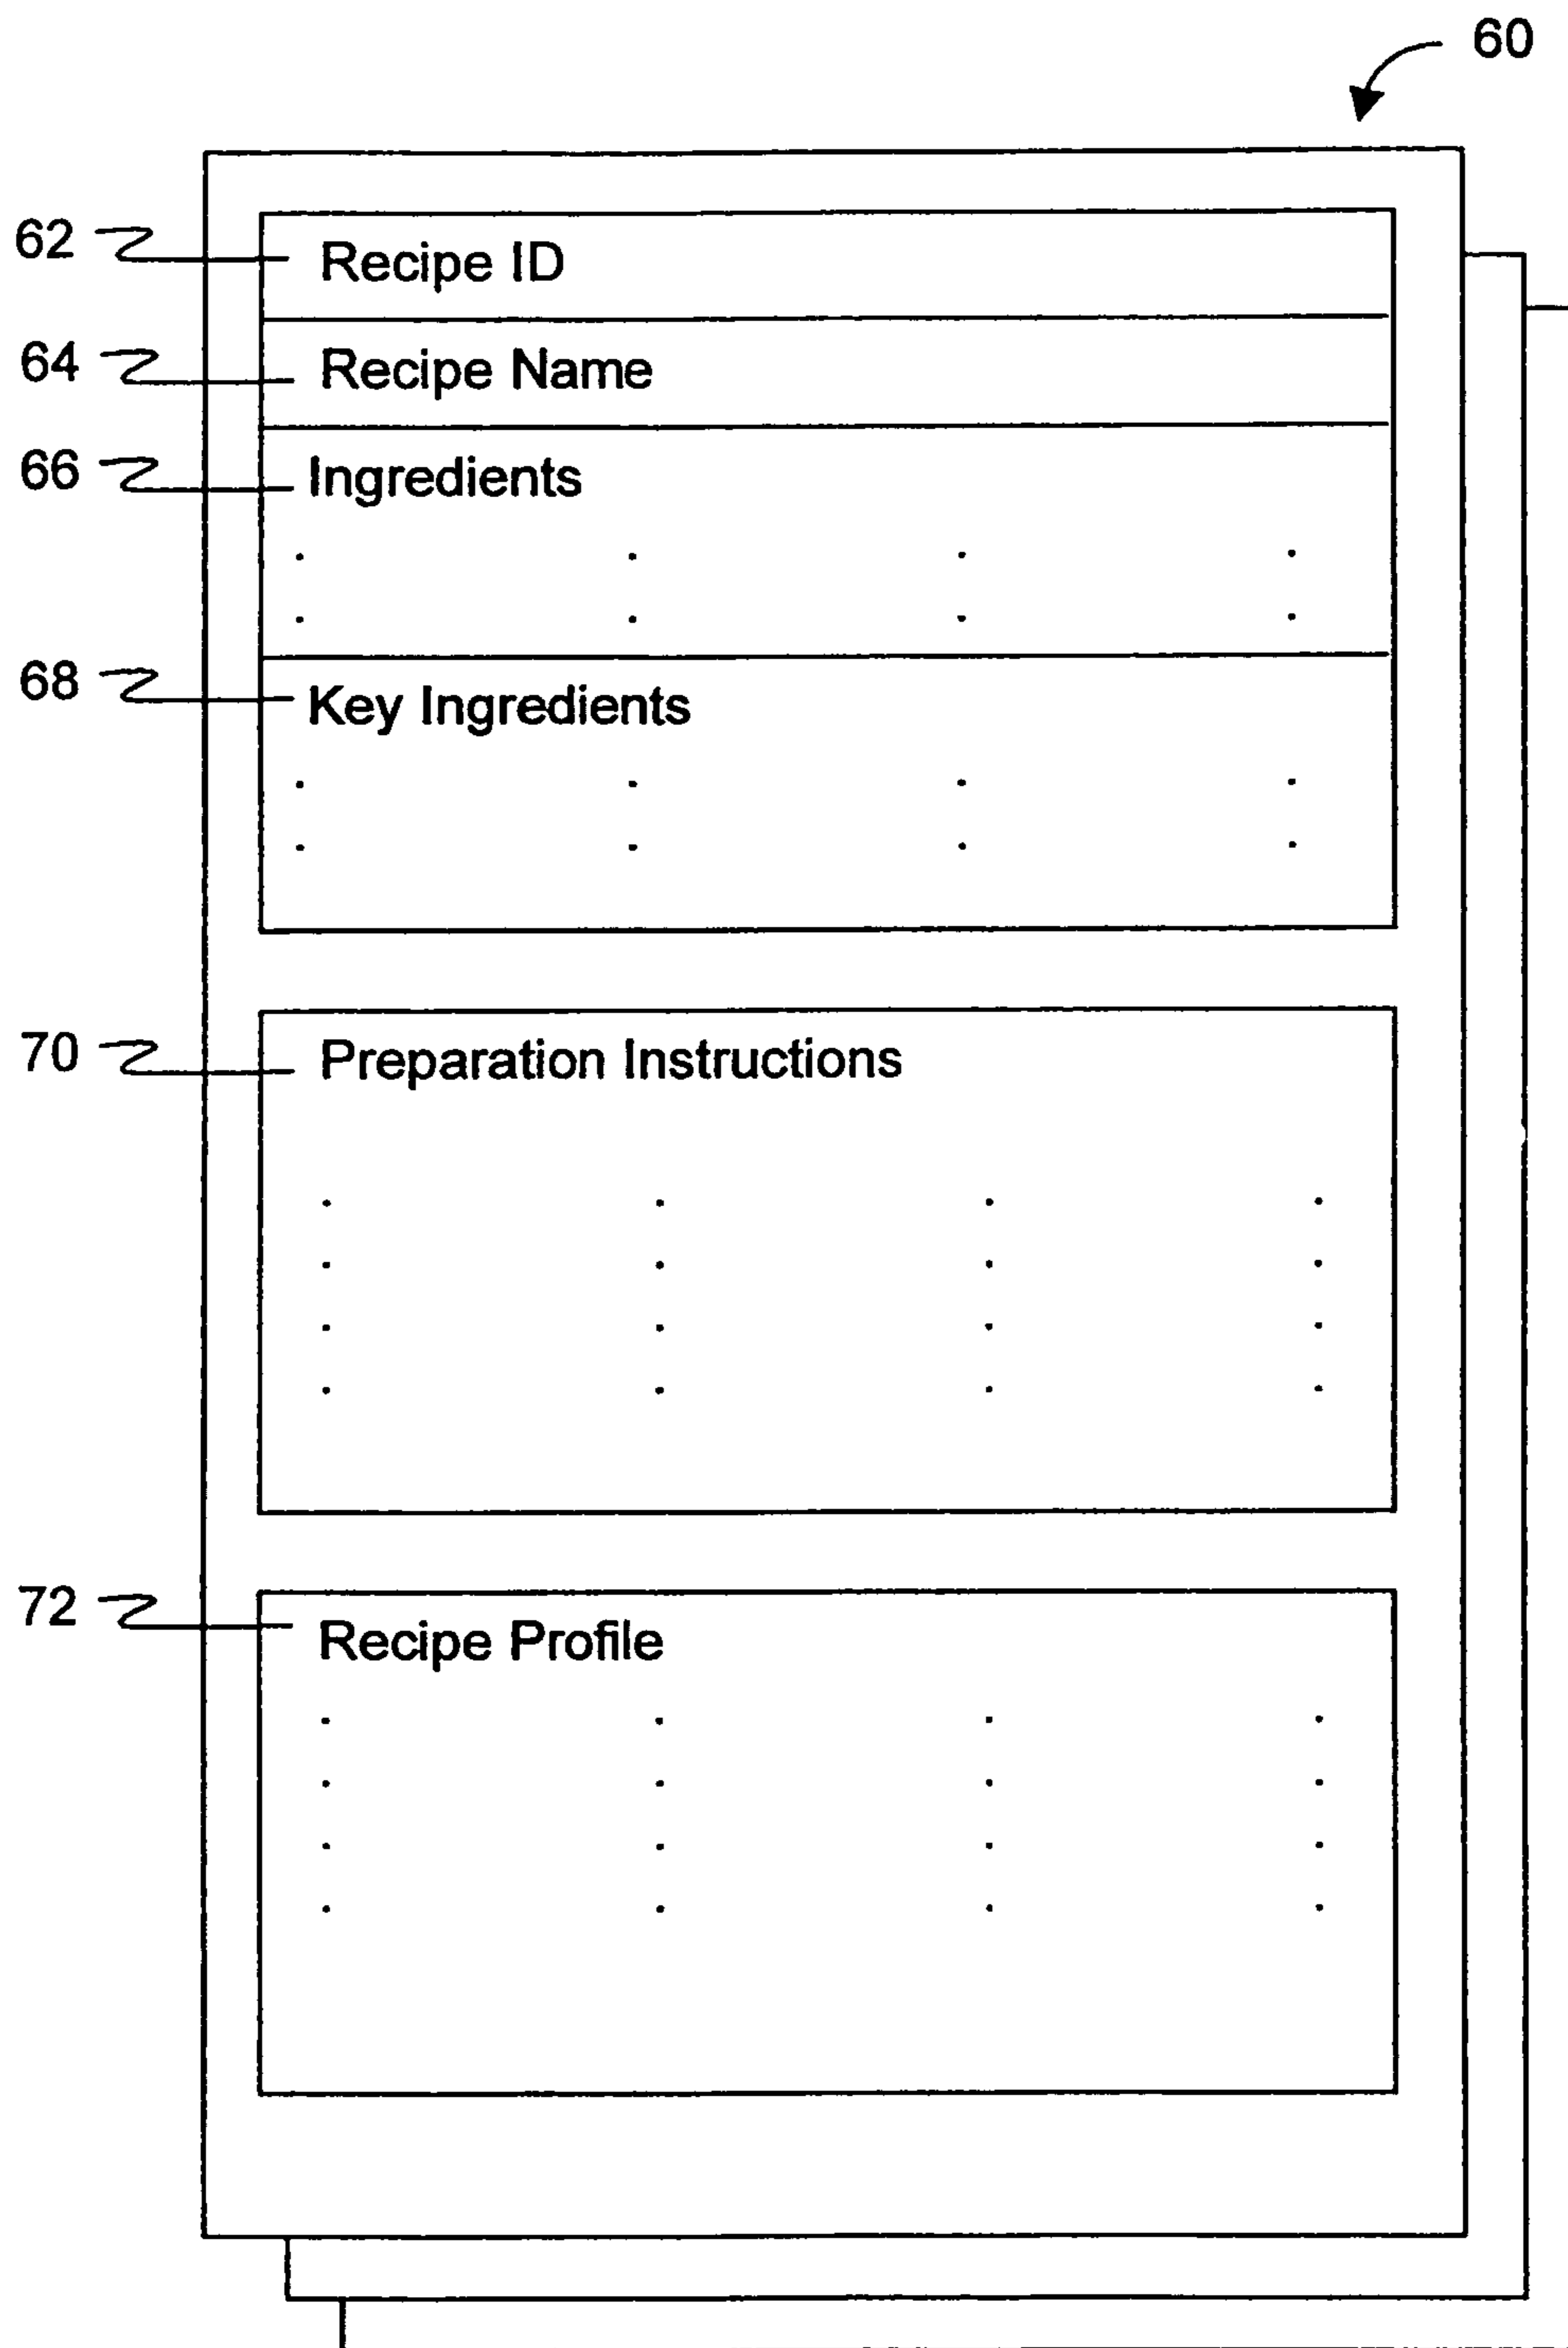 60
62 Recipe ID
64 Recipe Name
66 Ingredients
68 Key Ingredients
70 Preparation Instructions
72 Recipe Profile